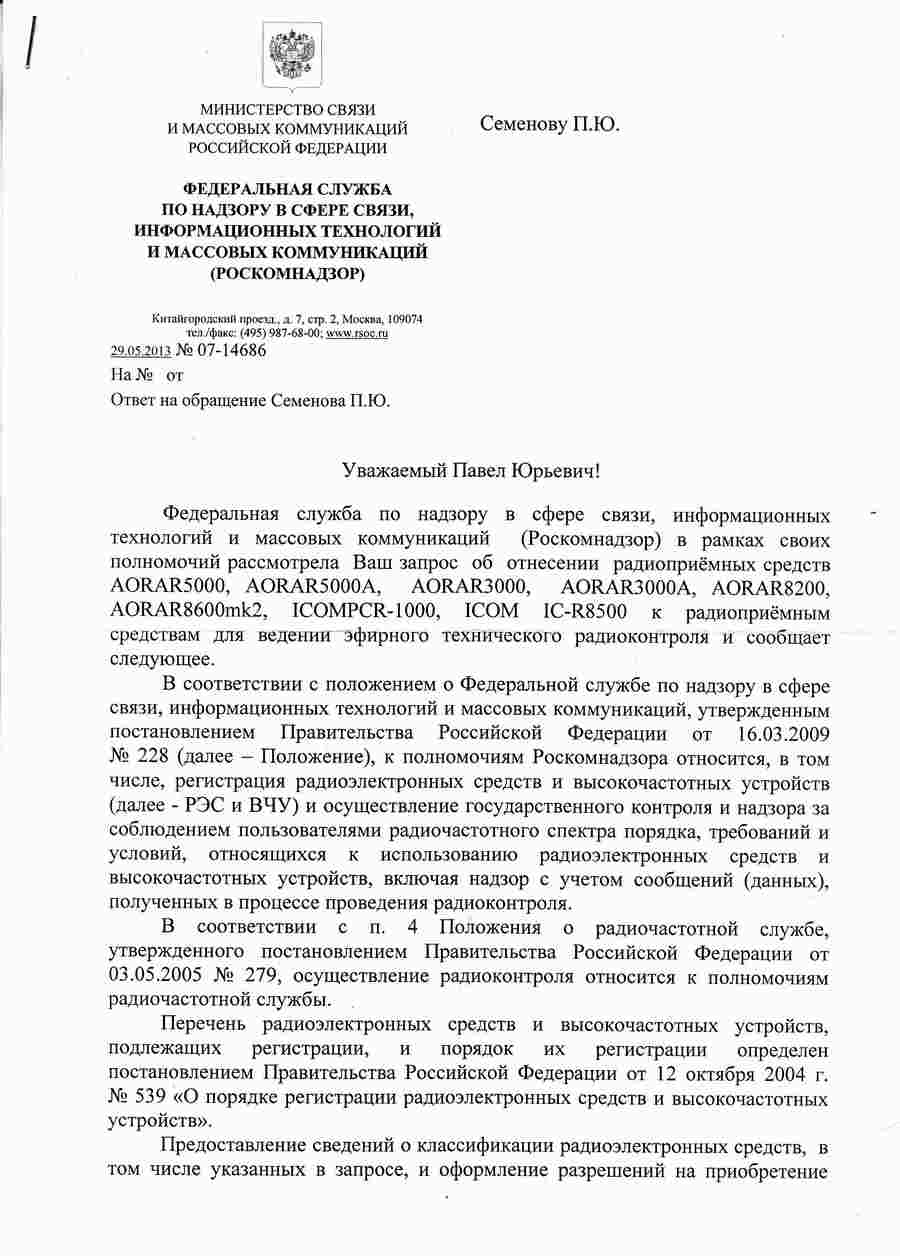 МИНИСТЕРСТВО СВЯЗИ
И МАССОВЫХ КОММУНИКАЦИЙ
РОССИЙСКОЙ ФЕДЕРАЦИИ
Семенову П.Ю.
ФЕДЕРАЛЬНАЯ СЛУЖБА
ПО НАДЗОРУ В СФЕРЕ СВЯЗИ,
ИНФОРМАЦИОННЫХ ТЕХНОЛОГИЙ
И МАССОВЫХ КОММУНИКАЦИЙ
(РОСКОМНАДЗОР)
Китайгородский проезд., д. 7, стр. 2, Москва, 109074
тел./факс: (495) 987-68-00; www.rsoc.ru
29.05.2013 № 07-14686
На № от
Ответ на обращение Семенова П.Ю.
Уважаемый Павел Юрьевич!
Федеральная служба по надзору в сфере связи, информационных
технологий и массовых коммуникаций (Роскомнадзор) в рамках своих
полномочий рассмотрела Ваш запрос об отнесении радиоприёмных средств
AORAR5000, AORAR5000A, AORAR3000, AORAR3000A, AORAR8200,
AORAR8600mk2, ICOMPCR-1000, ICOM IC-R8500 к радиоприёмным
средствам для ведении эфирного технического радиоконтроля и сообщает
следующее.
В соответствии с положением о Федеральной службе по надзору в сфере
связи, информационных технологий и массовых коммуникаций, утвержденным
постановлением Правительства Российской Федерации от 16.03.2009
№ 228 (далее – Положение), к полномочиям Роскомнадзора относится, в том
числе, регистрация радиоэлектронных средств и высокочастотных устройств
(далее - РЭС и ВЧУ) и осуществление государственного контроля и надзора за
соблюдением пользователями радиочастотного спектра порядка, требований и
условий, относящихся к использованию радиоэлектронных средств и
высокочастотных устройств, включая надзор с учетом сообщений (данных),
полученных в процессе проведения радиоконтроля.
В соответствии с п. 4 Положения о радиочастотной службе,
утвержденного постановлением Правительства Российской Федерации от
03.05.2005 № 279, осуществление радиоконтроля относится к полномочиям
радиочастотной службы.
Перечень радиоэлектронных средств и высокочастотных устройств,
подлежащих регистрации, и порядок их регистрации определен
постановлением Правительства Российской Федерации от 12 октября 2004 г.
№ 539 «О порядке регистрации радиоэлектронных средств и высокочастотных
устройств».
Предоставление сведений о классификации радиоэлектронных средств, в
том числе указанных в запросе, и оформление разрешений на приобретение